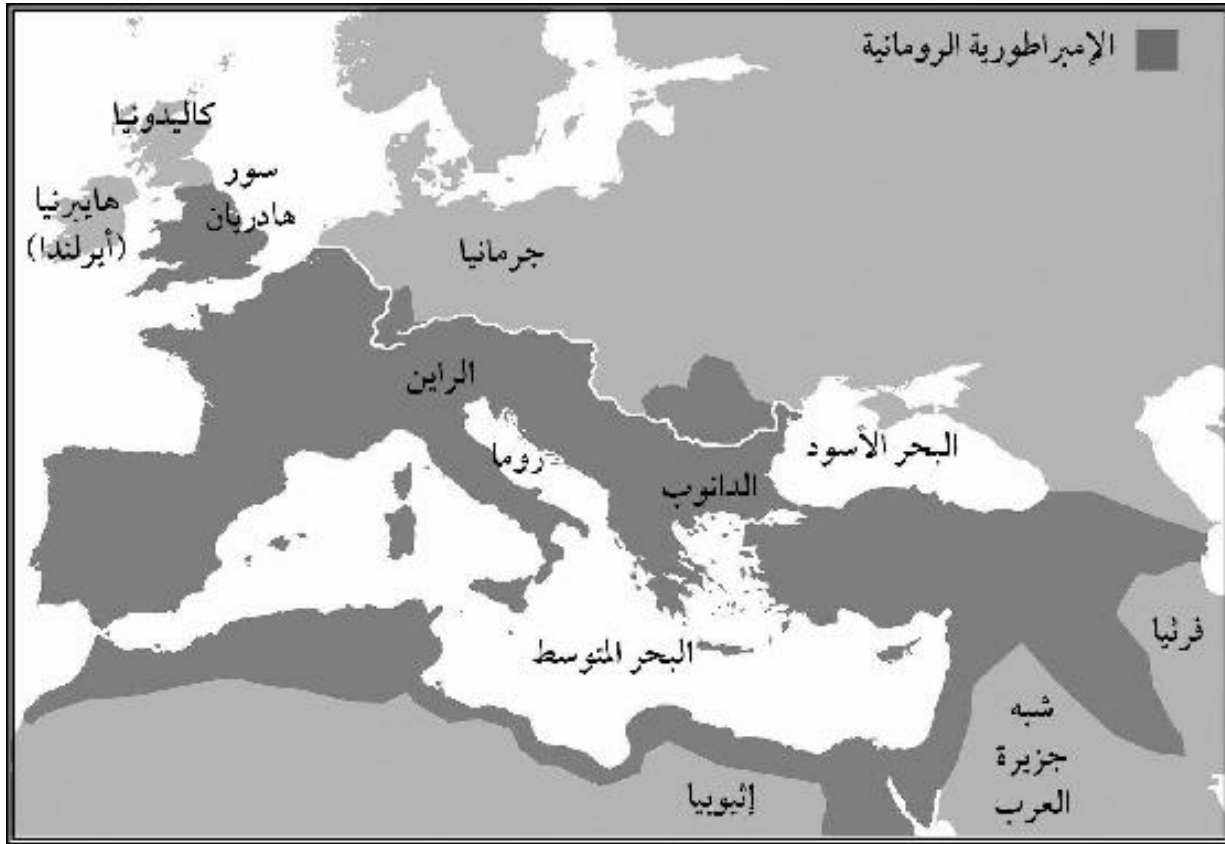 الإمبراطورية الرومانية
كاليدونيا
سور
هادريان
هايبرنيا
(أيرلندا)
جرمانيا
الراين
روما
الدانوب
البحر الأسود
البحر المتوسط
فرثيا
شبه
جزيرة
العرب
إثيوبيا